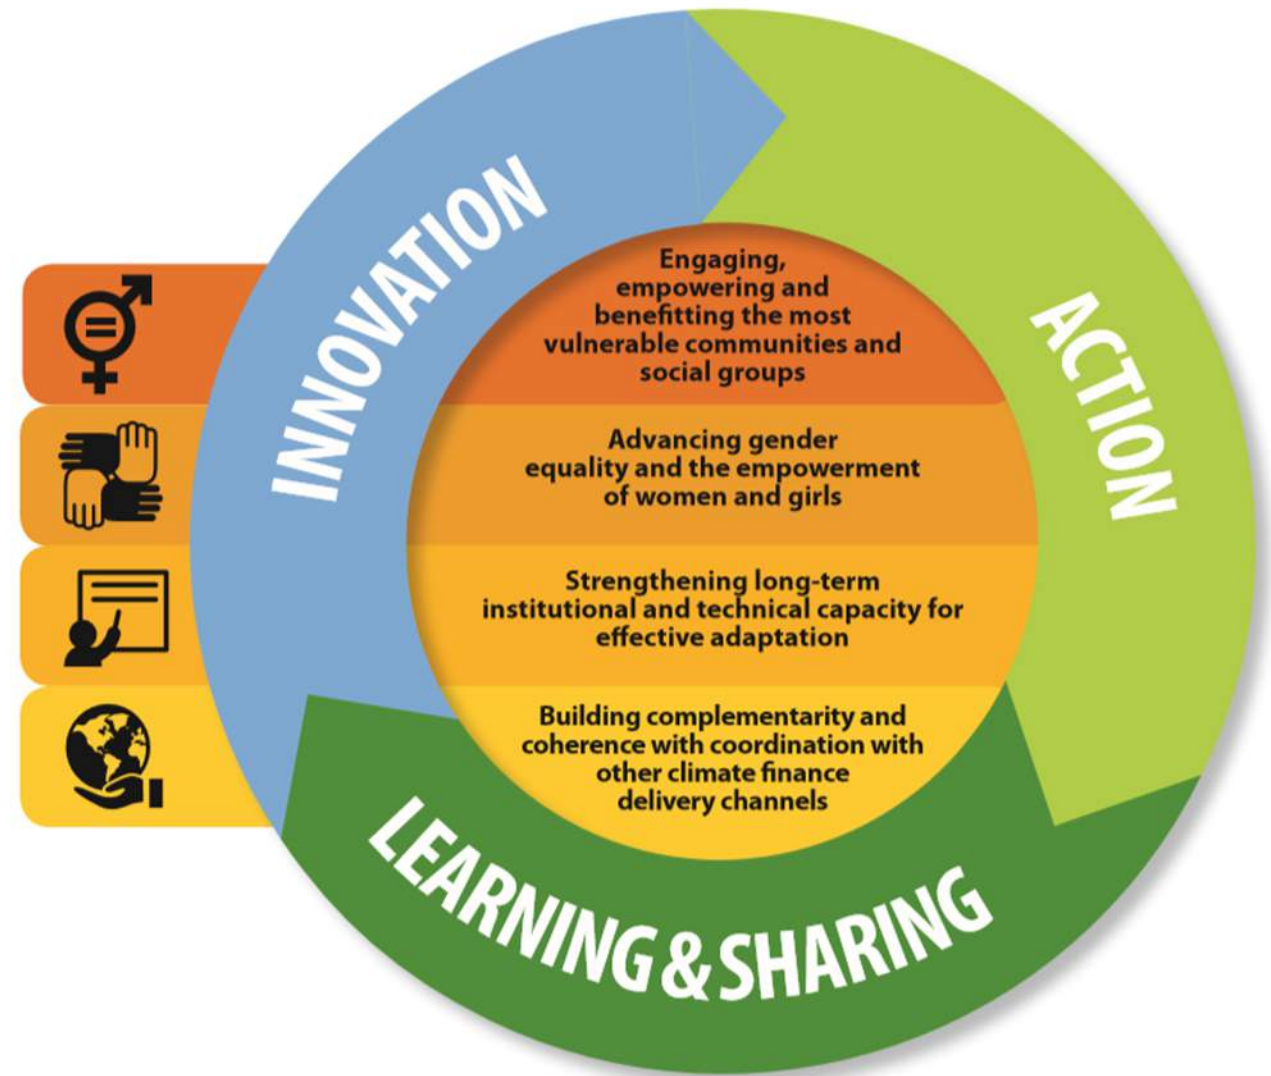 INNOVATION
ACTION
Engaging,
empowering and
benefitting the most
vulnerable communities and
social groups
Advancing gender
equality and the empowerment
of women and girls
Strengthening long-term
institutional and technical capacity for
effective adaptation
Building complementarity and
coherence with coordination with
other climate finance
delivery channels
LEARNING & SHARING